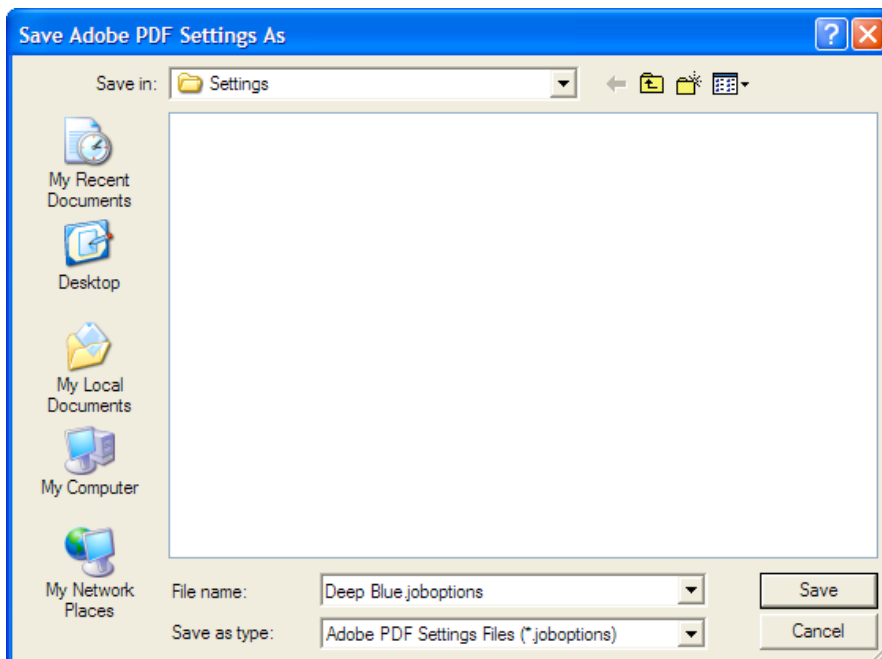 Save Adobe PDF Settings As
Save in: Settings
My Recent
Documents
Desktop
My Local
Documents
My Computer
My Network
Places
File name: Deep Blue.joboptions Save
Save as type: Adobe PDF Settings Files (*.joboptions) Cancel